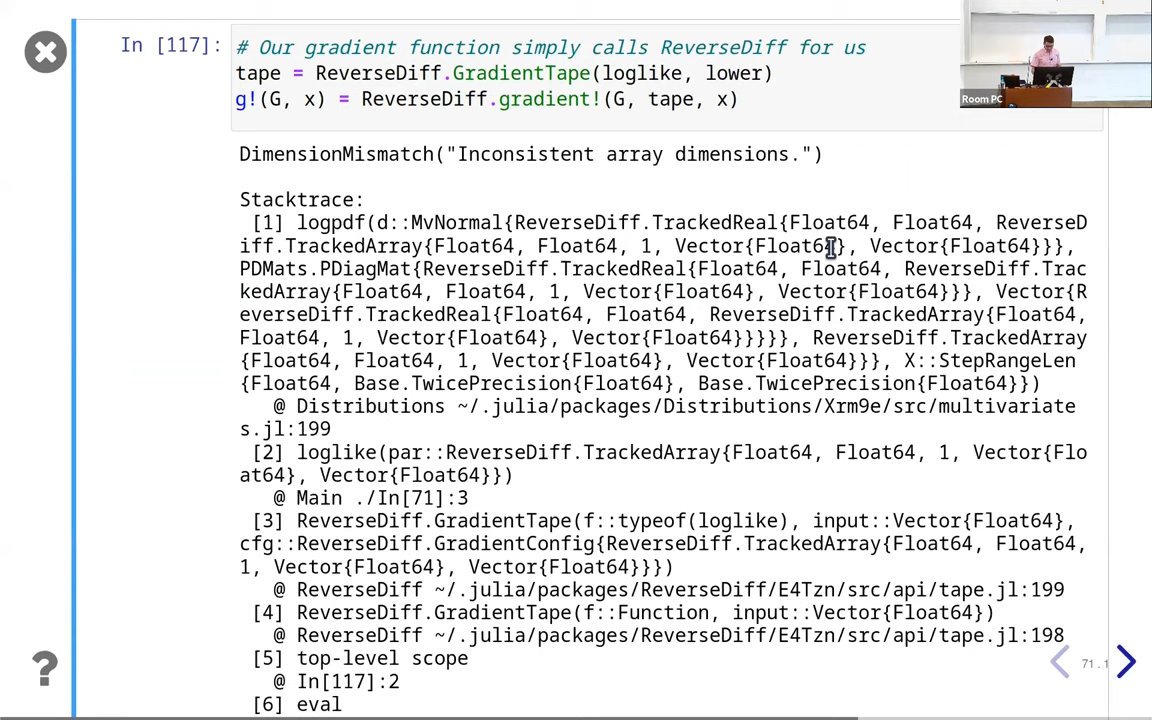 In [117]:
# Our gradient function simply calls ReverseDiff for us
tape = ReverseDiff.GradientTape(loglike, lower)
g!(G, x) = ReverseDiff.gradient!(G, tape, x)
Room PC
DimensionMismatch("Inconsistent array dimensions.")
Stacktrace:
[1] logpdf(d::MvNormal{ReverseDiff.TrackedReal{Float64, Float64, ReverseD
iff.TrackedArray{Float64, Float64, 1, Vector{Float64}, Vector{Float64}}},
PDMats.PDiagMat{ReverseDiff.TrackedReal{Float64, Float64, ReverseDiff.Trac
kedArray{Float64, Float64, 1, Vector{Float64}, Vector{Float64}}}, Vector{R
everseDiff.TrackedReal{Float64, Float64, ReverseDiff.TrackedArray{Float64,
Float64, 1, Vector{Float64}, Vector{Float64}}}}}, ReverseDiff.TrackedArray
{Float64, Float64, 1, Vector{Float64}, Vector{Float64}}}, X::StepRangeLen
{Float64, Base.TwicePrecision{Float64}, Base.TwicePrecision{Float64}})
@ Distributions ~/.julia/packages/Distributions/Xrm9e/src/multivariate
s.jl:199
[2] loglike(par::ReverseDiff.TrackedArray{Float64, Float64, 1, Vector{Flo
at64}, Vector{Float64}})
@ Main ./In[71]:3
[3] ReverseDiff.GradientTape(f::typeof(loglike), input::Vector{Float64},
cfg::ReverseDiff.GradientConfig{ReverseDiff.TrackedArray{Float64, Float64,
1, Vector{Float64}, Vector{Float64}}})
@ ReverseDiff ~/.julia/packages/ReverseDiff/E4Tzn/src/api/tape.jl:199
[4] ReverseDiff.GradientTape(f::Function, input::Vector{Float64})
@ ReverseDiff ~/.julia/packages/ReverseDiff/E4Tzn/src/api/tape.jl:198
[5] top-level scope
@ In[117]:2
[6] eval
71.1
?